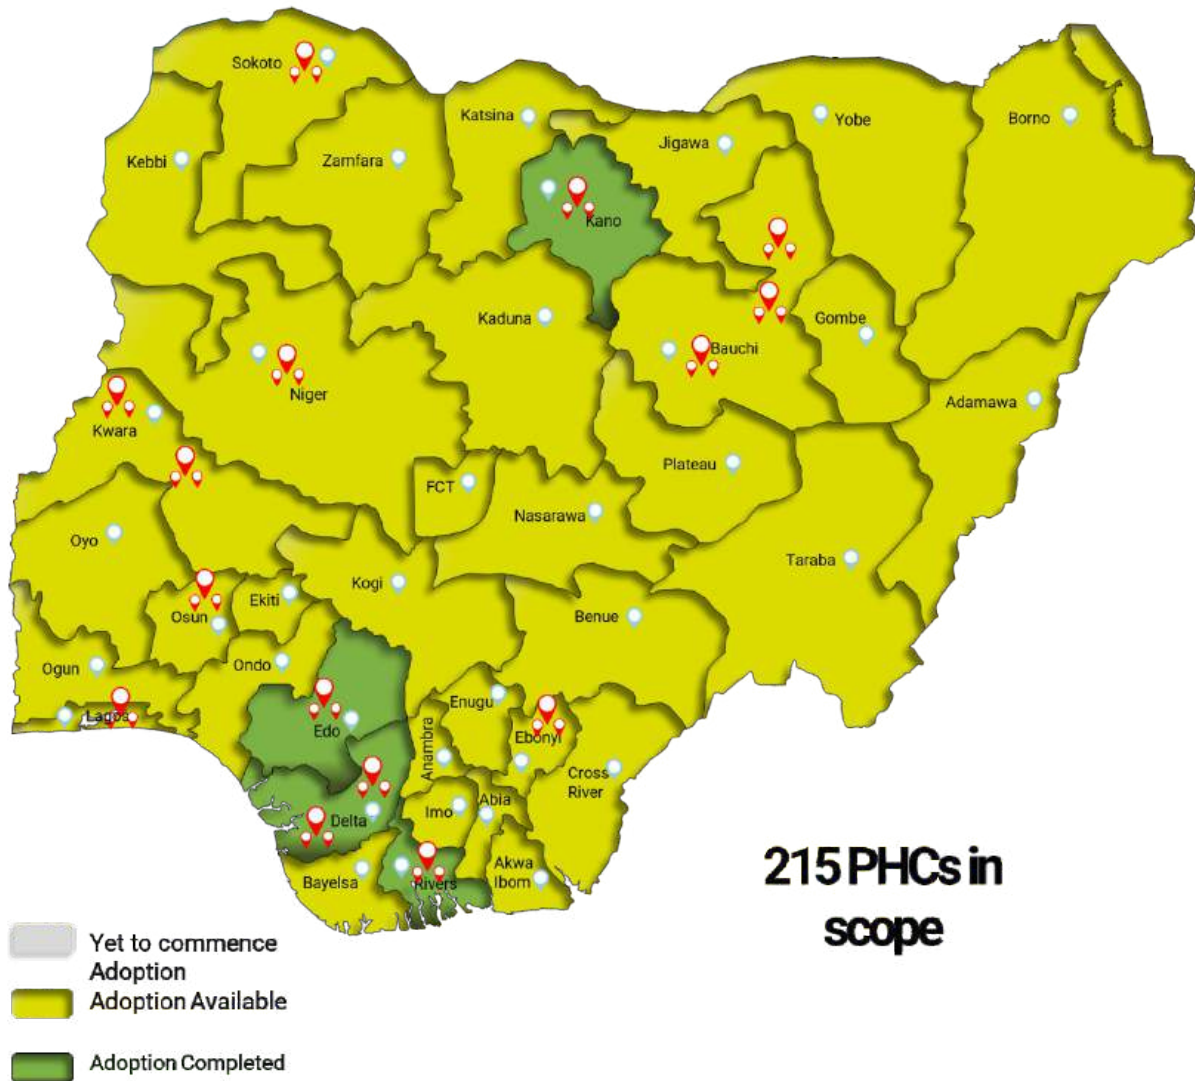 Sokoto
Katsina
Yobe
Borno
Jigawa
Kebbi
Zamfara
Kano
Kaduna
Gombe
Bauchi
Niger
Adamawa
Kwara
Plateau
FCT
Nasarawa
Oyo
Taraba
Kogi
Ekiti
Osun
Benue
Ogun
Ondo
Enugu
Lagos
Edo
Ebonyi
Anambra
Cross
River
Abia
Imo
Delta
Akwa
Ibom
Bayelsa
Rivers
215 PHCs in
scope
Yet to commence
Adoption
Adoption Available
Adoption Completed